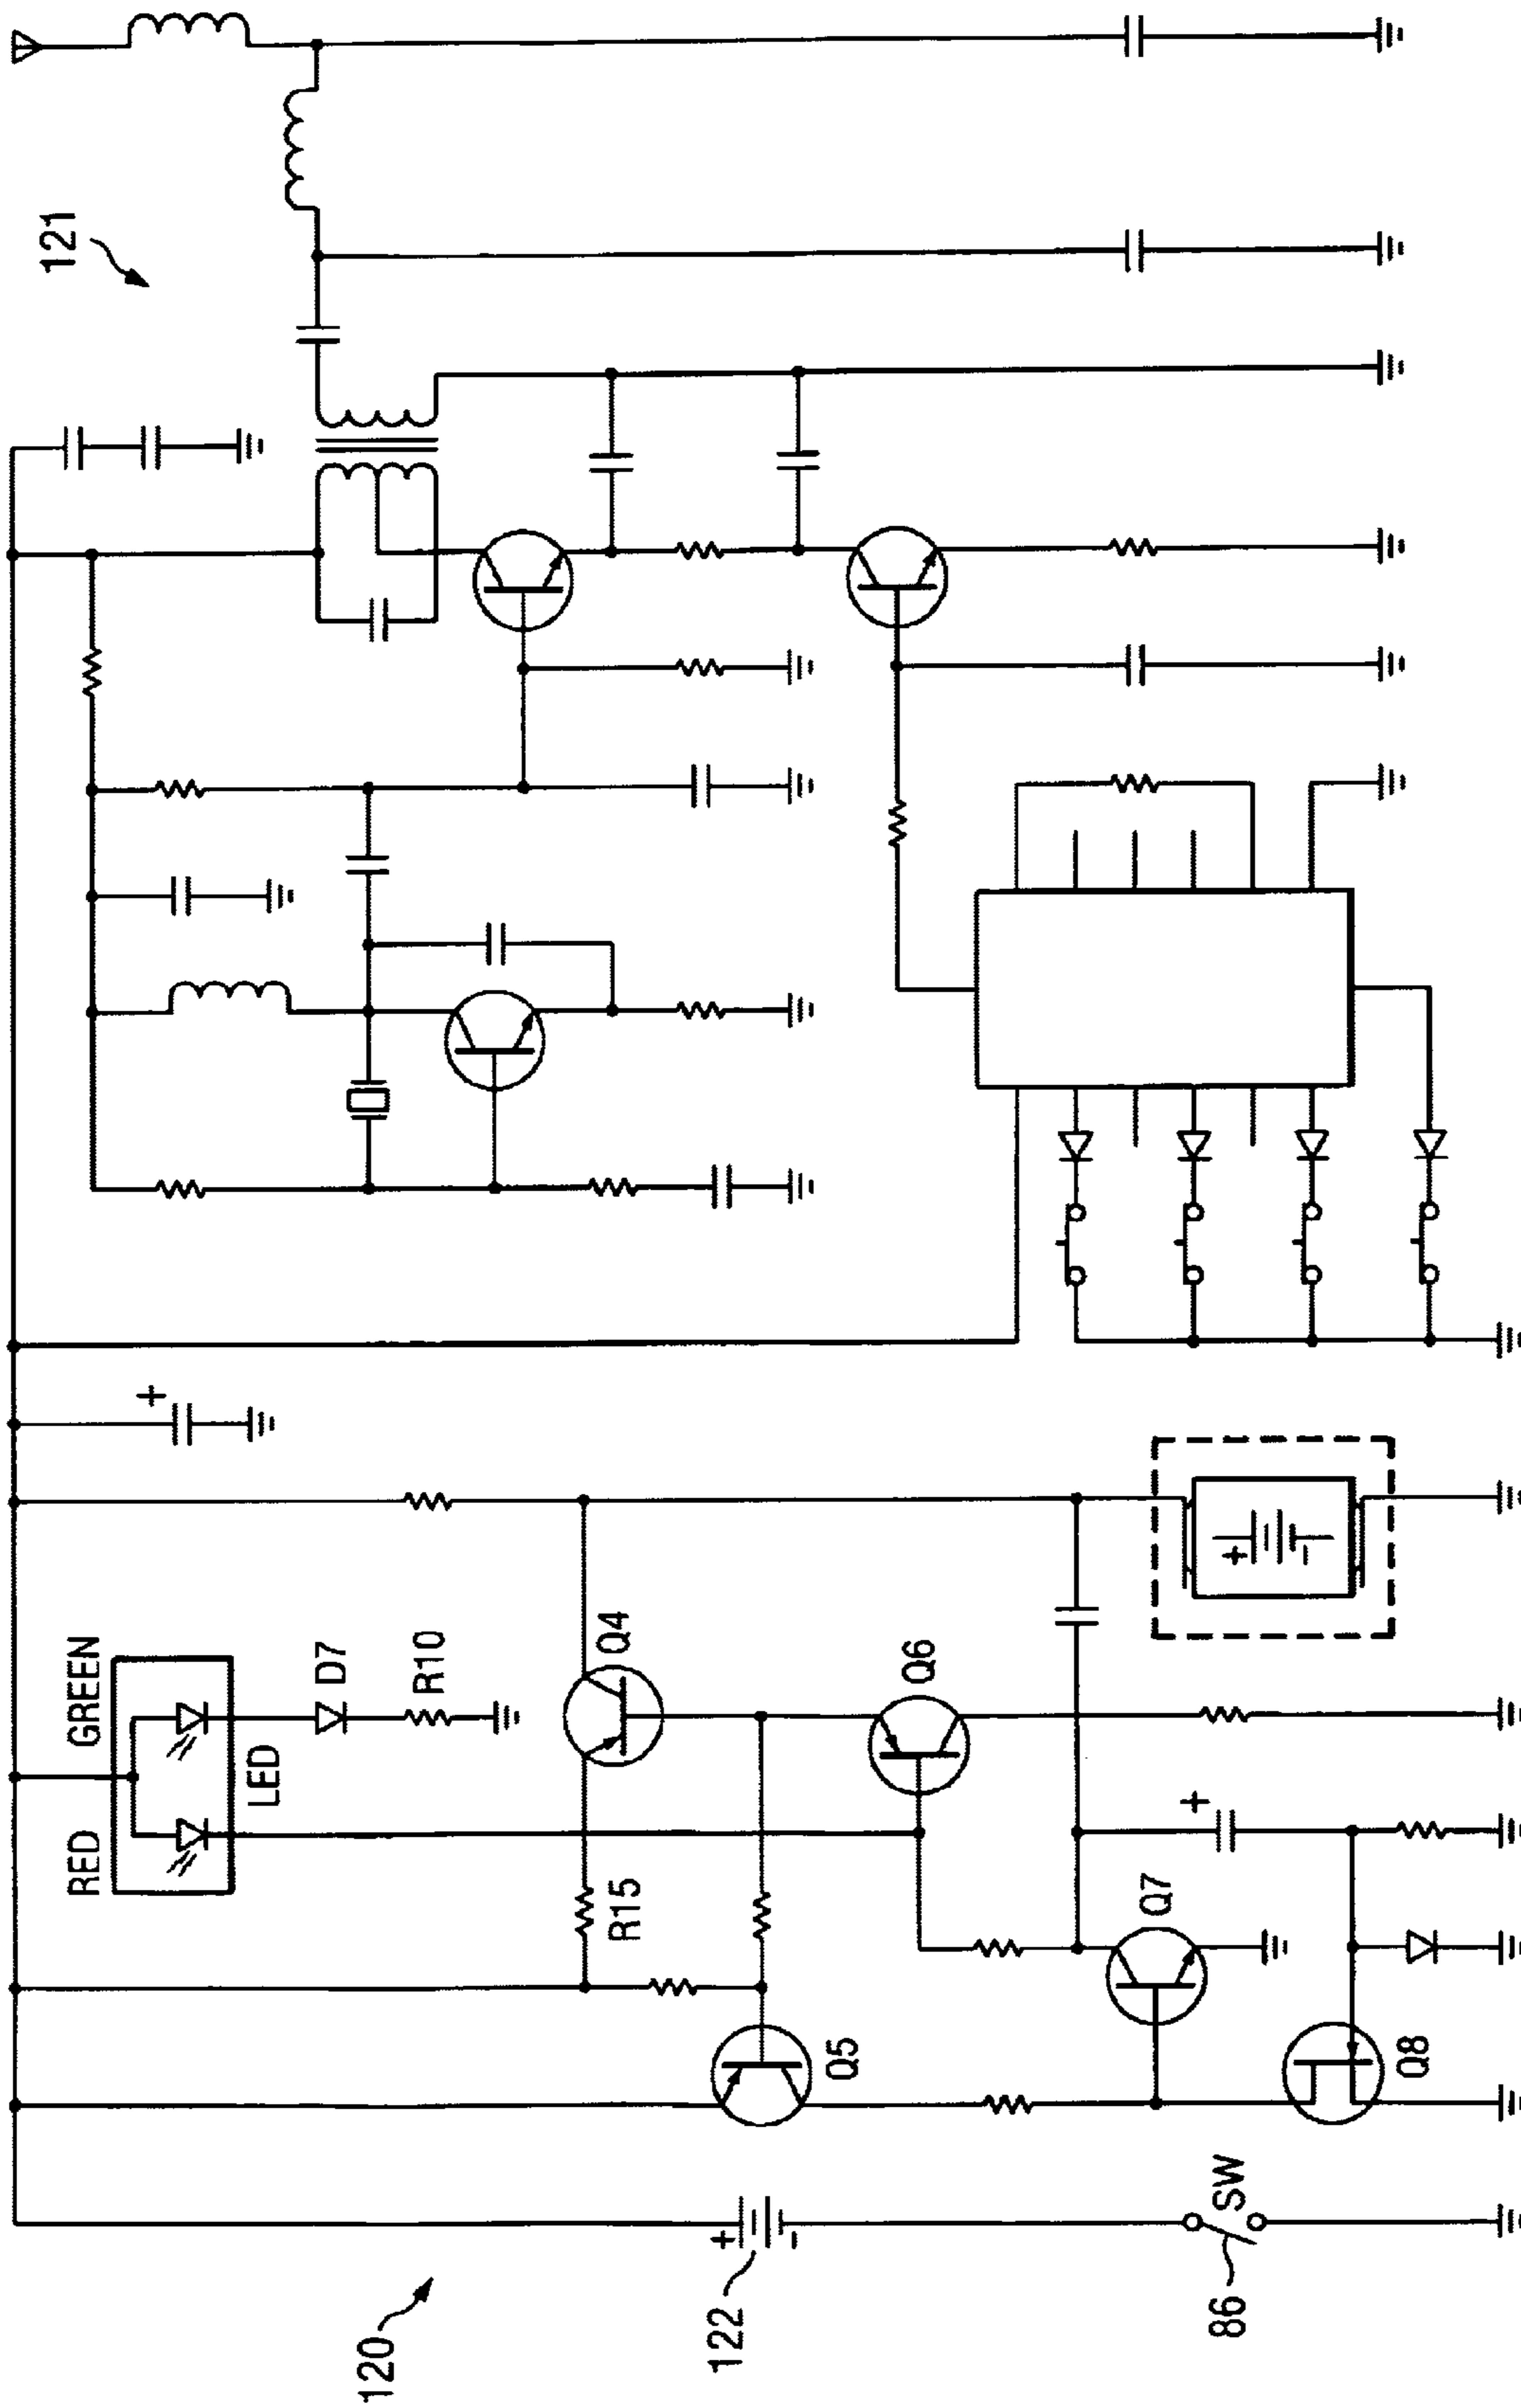 120
122
86
SW
Q5
Q8
Q7
RED
GREEN
LED
D7
R10
R15
Q4
Q6
+
-
+
+
-
+
121